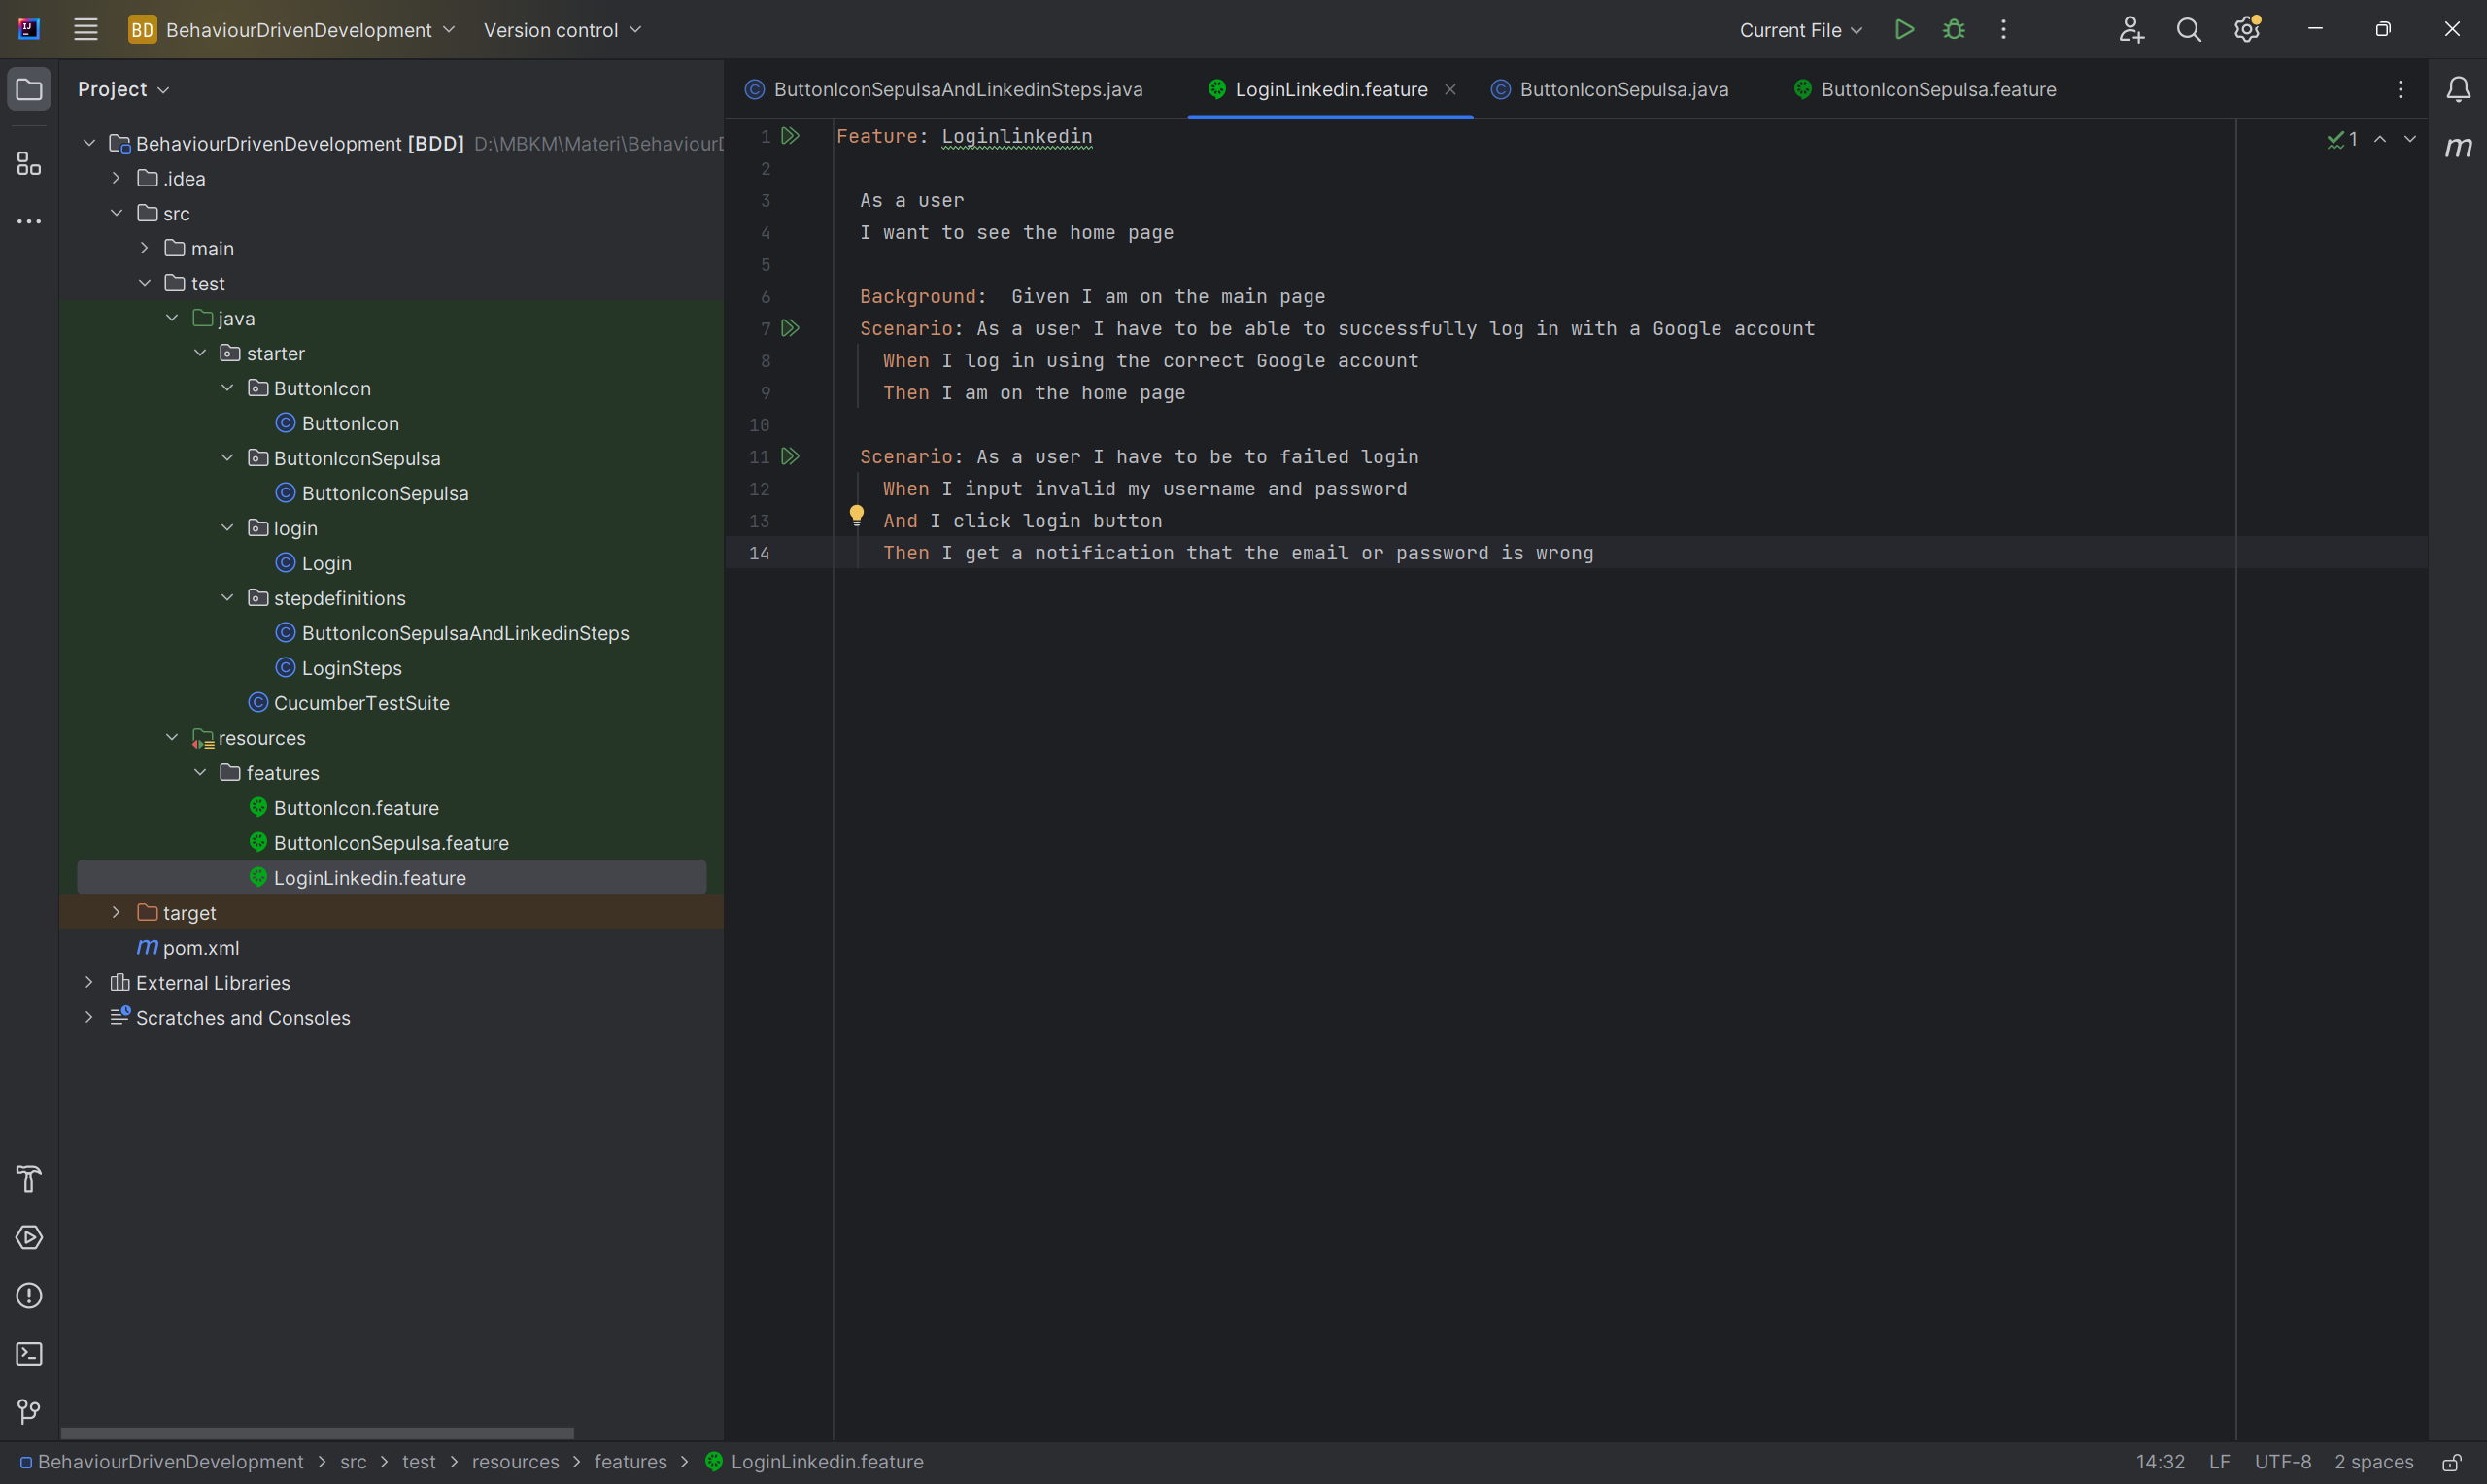 BD BehaviourDrivenDevelopment Version control Current File
Project
ButtonIconSepulsaAndLinkedinSteps.java LoginLinkedin.feature ButtonIconSepulsa.java ButtonIconSepulsa.feature
BehaviourDrivenDevelopment [BDD] D:\MBKM\Materi\Behaviour
.idea
src
main
test
java
starter
ButtonIcon
ButtonIcon
ButtonIconSepulsa
ButtonIconSepulsa
login
Login
stepdefinitions
ButtonIconSepulsaAndLinkedinSteps
LoginSteps
CucumberTestSuite
resources
features
ButtonIcon.feature
ButtonIconSepulsa.feature
LoginLinkedin.feature
target
pom.xml
External Libraries
Scratches and Consoles
1 Feature: Loginlinkedin
2
3 As a user
4 I want to see the home page
5
6 Background:  Given I am on the main page
7 Scenario: As a user I have to be able to successfully log in with a Google account
8 When I log in using the correct Google account
9 Then I am on the home page
10
11 Scenario: As a user I have to be to failed login
12 When I input invalid my username and password
13 And I click login button
14 Then I get a notification that the email or password is wrong
1
m
BehaviourDrivenDevelopment > src > test > resources > features > LoginLinkedin.feature 14:32 LF UTF-8 2 spaces